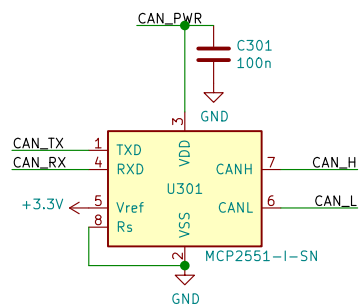 CAN_PWR
C301
100n
GND
3
VDD
CAN_TX 1 TXD
CAN_RX 4 RXD
CANH 7 CAN_H
U301
+3.3V 5 Vref
CANL 6 CAN_L
8 Rs
VSS
2
MCP2551-I-SN
GND